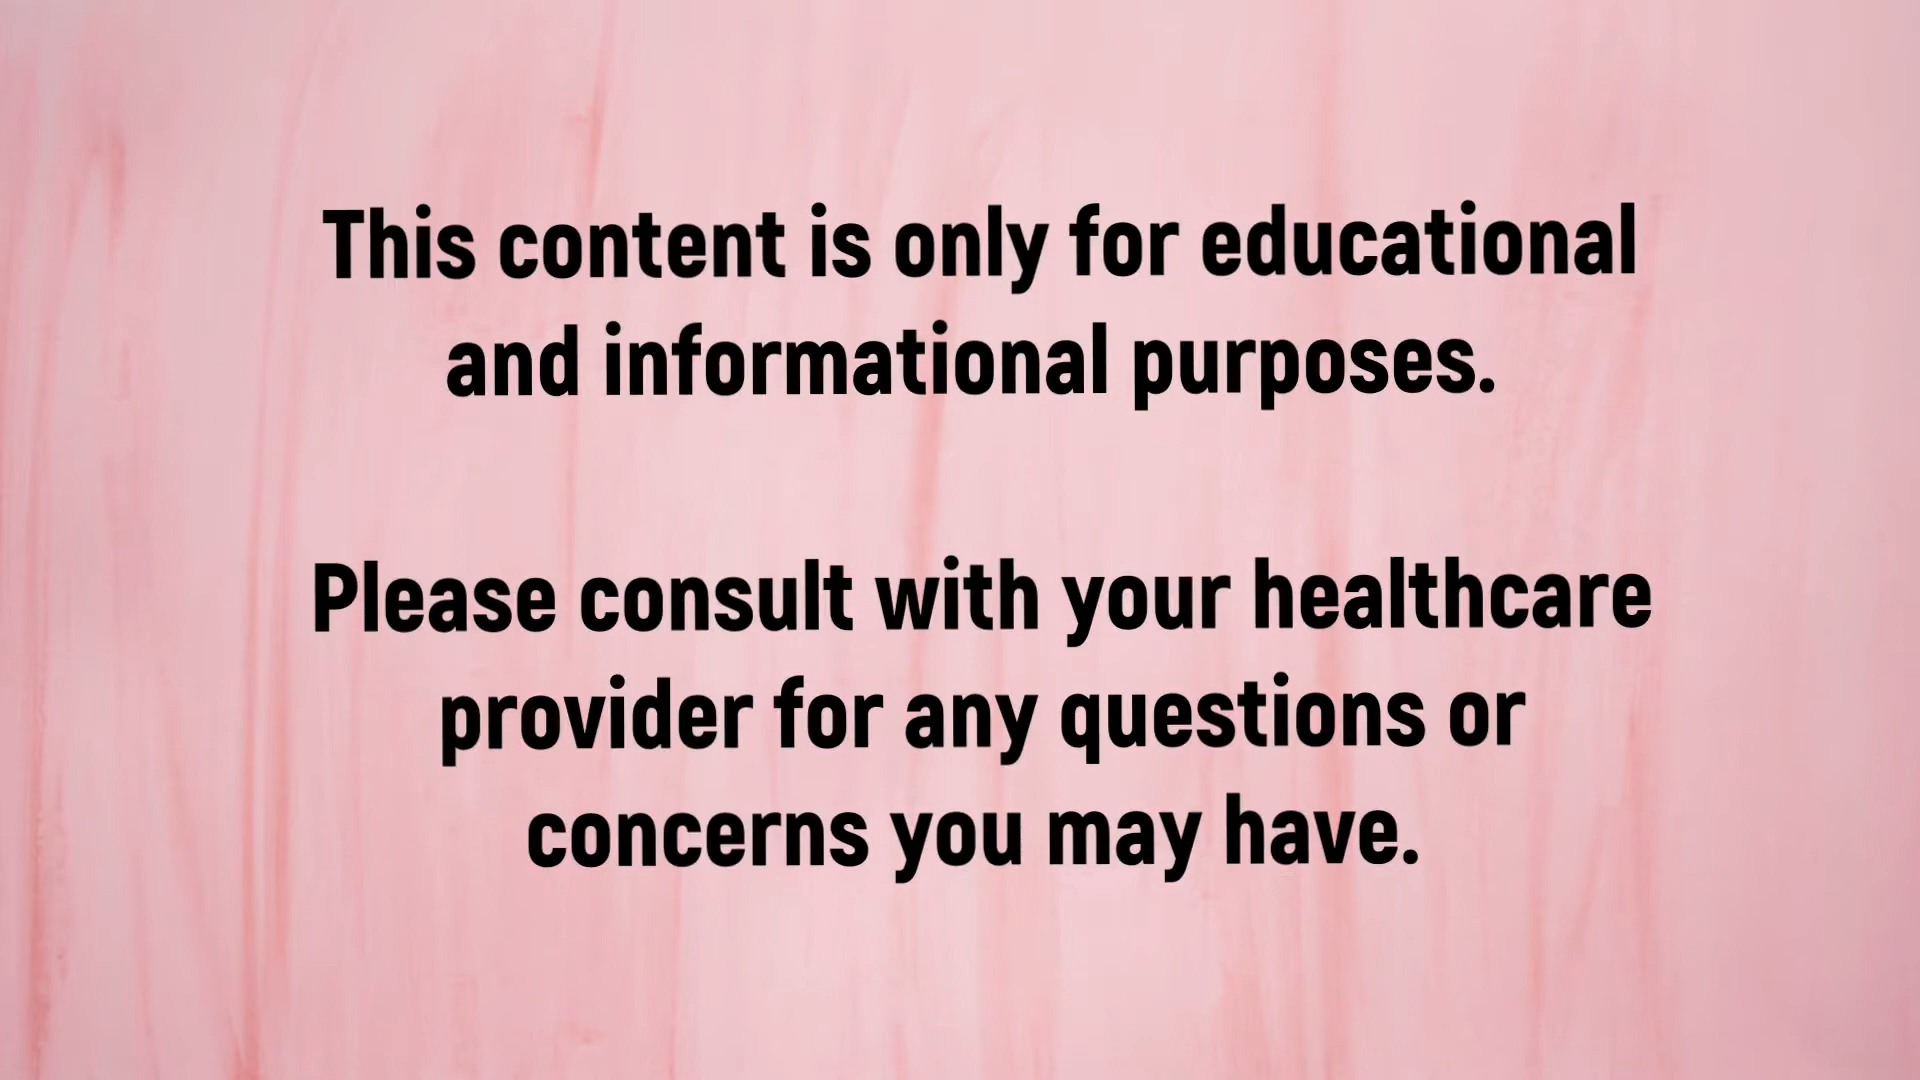 This content is only for educational
and informational purposes.
Please consult with your healthcare
provider for any questions or
concerns you may have.